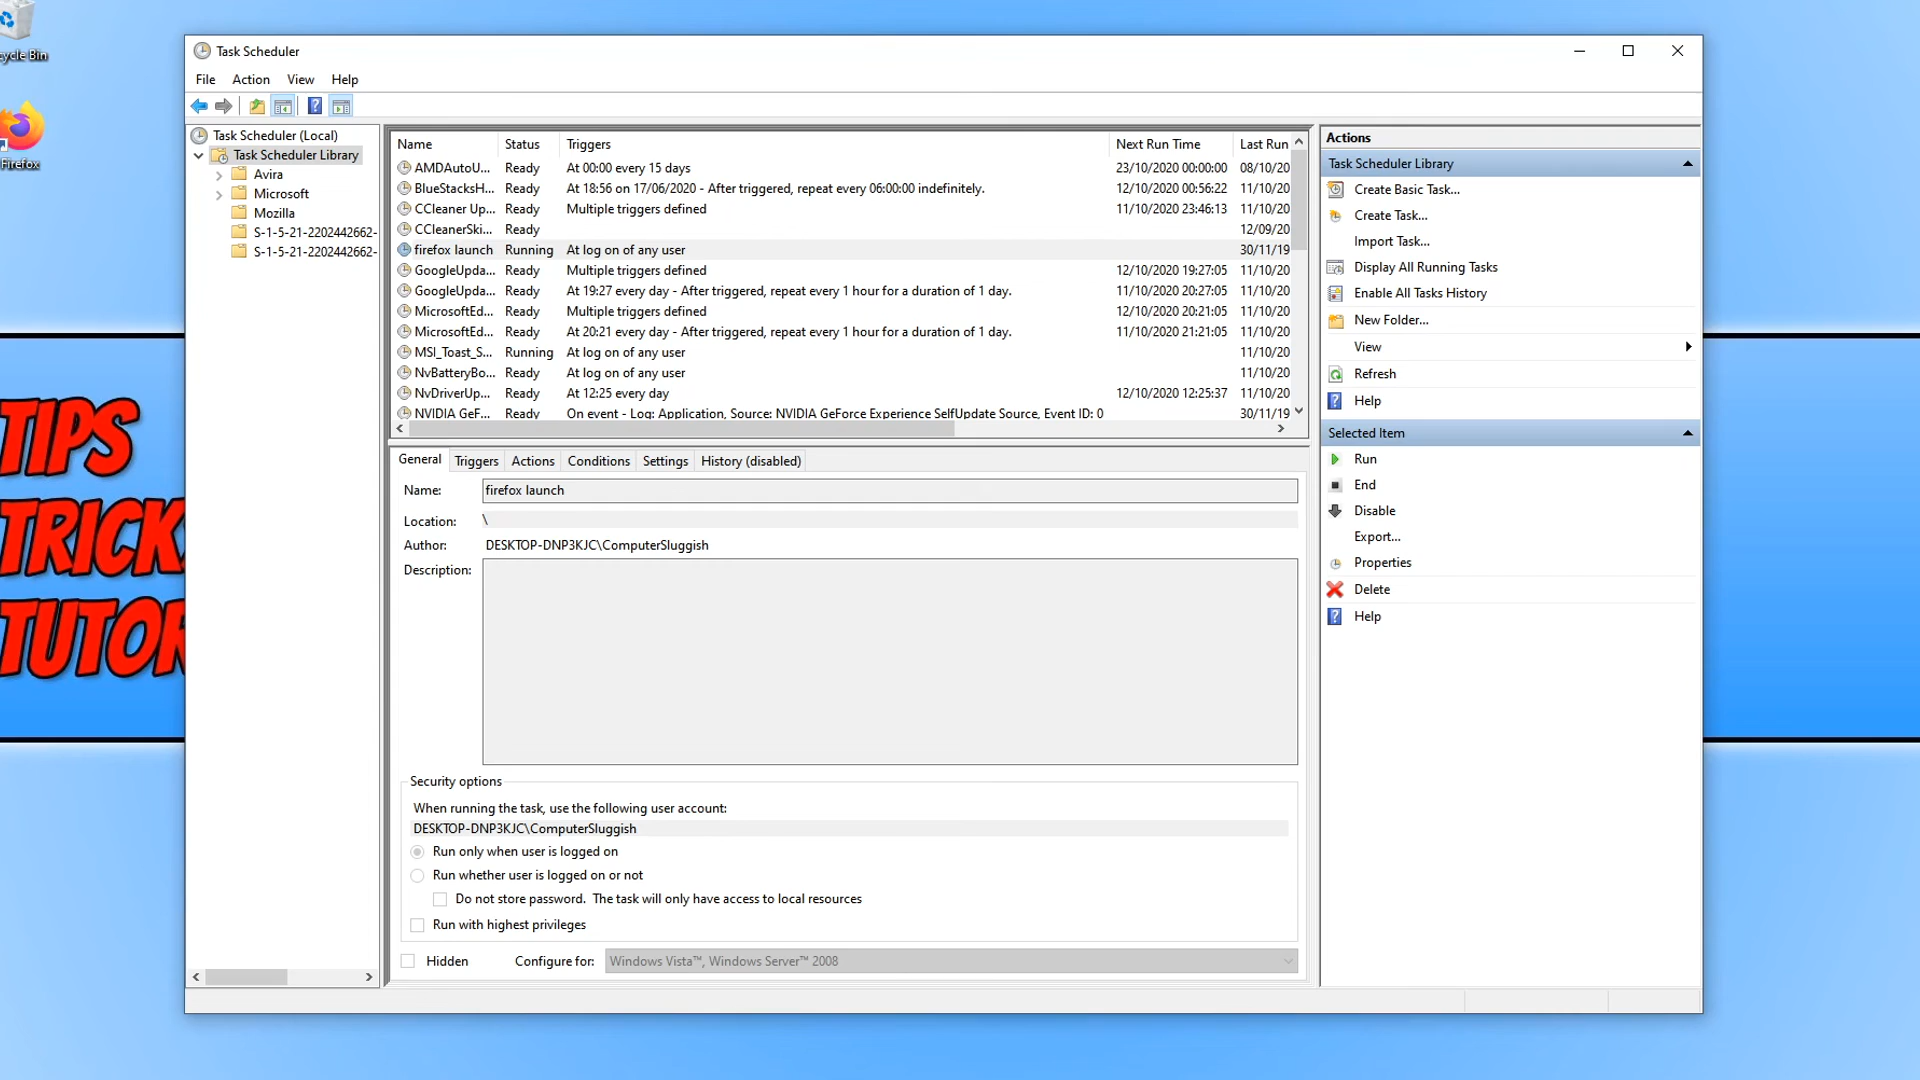 cycle Bin
Firefox
TIPS
TRICK
TUTOR
Task Scheduler
File Action View Help
Task Scheduler (Local)
Task Scheduler Library
Avira
Microsoft
Mozilla
S-1-5-21-2202442662-
S-1-5-21-2202442662-
Name Status Triggers Next Run Time Last Run
AMDAutoU... Ready At 00:00 every 15 days 23/10/2020 00:00:00 08/10/20
BlueStacksH... Ready At 18:56 on 17/06/2020 - After triggered, repeat every 06:00:00 indefinitely. 12/10/2020 00:56:22 11/10/20
CCleaner Up... Ready Multiple triggers defined 11/10/2020 23:46:13 11/10/20
CCleanerSki... Ready 12/09/20
firefox launch Running At log on of any user 30/11/19
GoogleUpda... Ready Multiple triggers defined 12/10/2020 19:27:05 11/10/20
GoogleUpda... Ready At 19:27 every day - After triggered, repeat every 1 hour for a duration of 1 day. 11/10/2020 20:27:05 11/10/20
MicrosoftEd... Ready Multiple triggers defined 12/10/2020 20:21:05 11/10/20
MicrosoftEd... Ready At 20:21 every day - After triggered, repeat every 1 hour for a duration of 1 day. 11/10/2020 21:21:05 11/10/20
MSI_Toast_S... Running At log on of any user 11/10/20
NvBatteryBo... Ready At log on of any user 11/10/20
NvDriverUp... Ready At 12:25 every day 12/10/2020 12:25:37 11/10/20
NVIDIA GeF... Ready On event - Log: Application, Source: NVIDIA GeForce Experience SelfUpdate Source, Event ID: 0 30/11/19
General Triggers Actions Conditions Settings History (disabled)
Name: firefox launch
Location: \
Author: DESKTOP-DNP3KJC\ComputerSluggish
Description:
Security options
When running the task, use the following user account:
DESKTOP-DNP3KJC\ComputerSluggish
Run only when user is logged on
Run whether user is logged on or not
Do not store password. The task will only have access to local resources
Run with highest privileges
Hidden Configure for: Windows Vista™, Windows Server™ 2008
Actions
Task Scheduler Library
Create Basic Task...
Create Task...
Import Task...
Display All Running Tasks
Enable All Tasks History
New Folder...
View
Refresh
Help
Selected Item
Run
End
Disable
Export...
Properties
Delete
Help